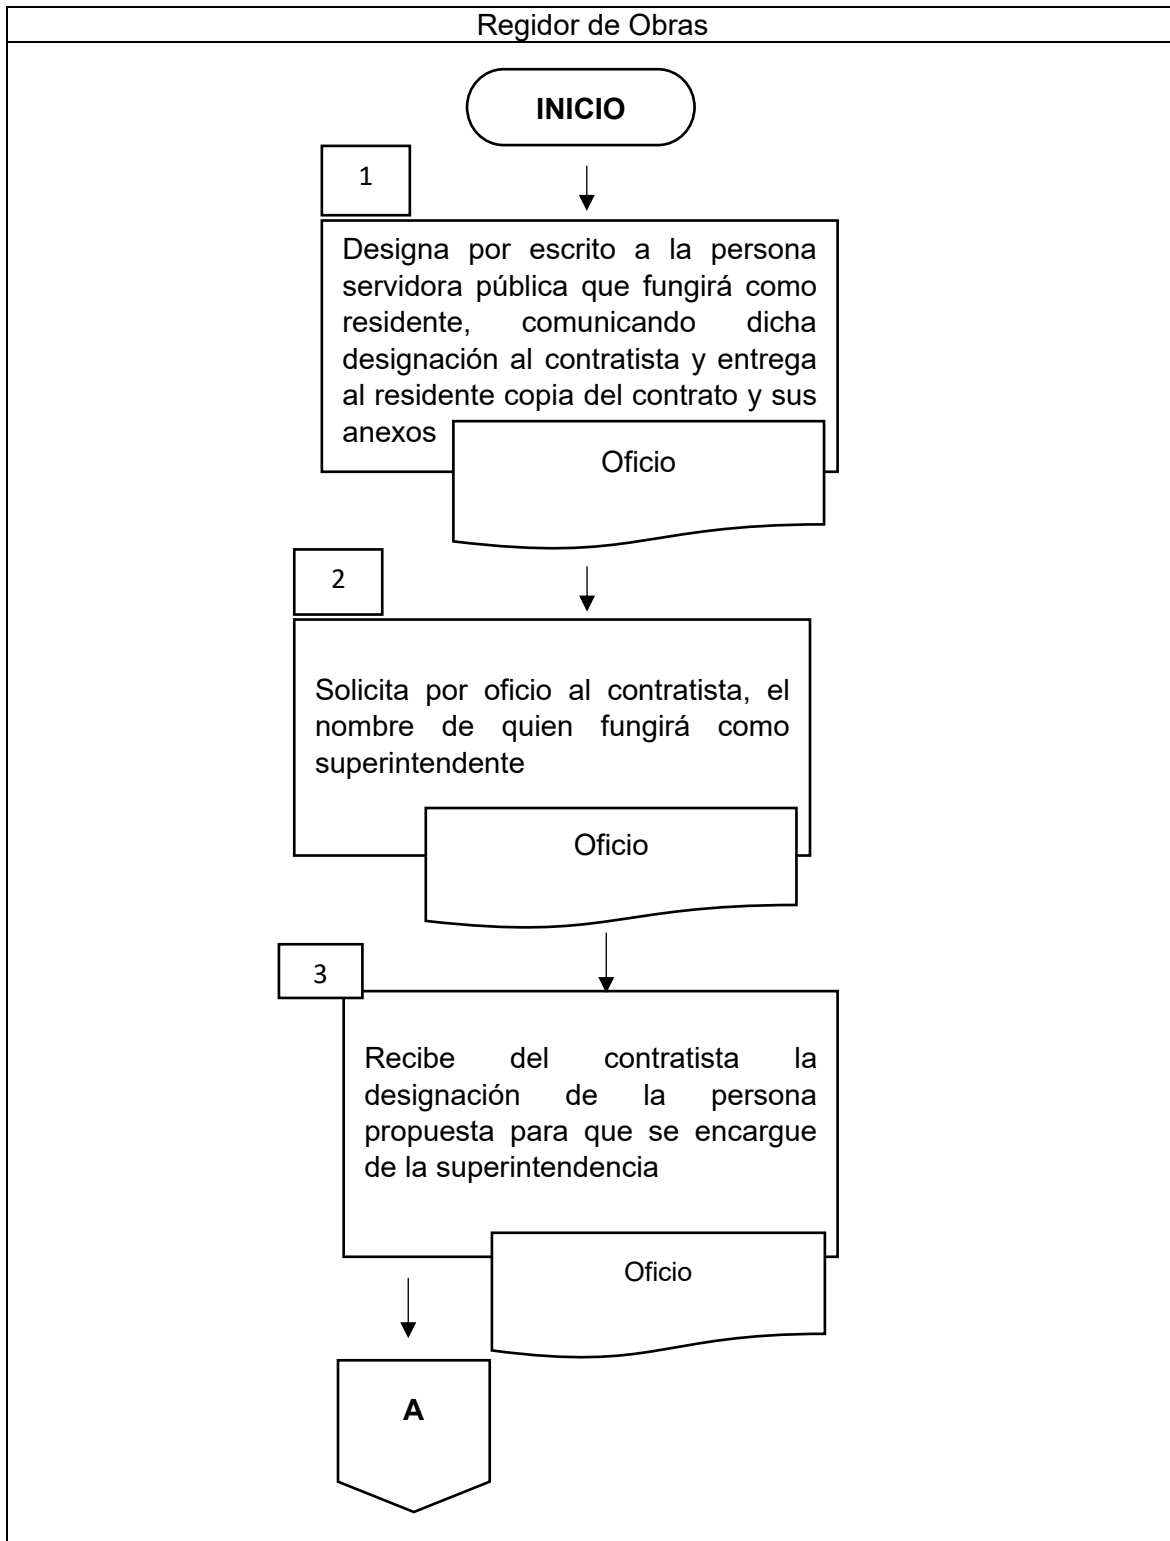 Regidor de Obras
INICIO
1
Designa por escrito a la persona
servidora pública que fungirá como
residente, comunicando dicha
designación al contratista y entrega
al residente copia del contrato y sus
anexos
Oficio
2
Solicita por oficio al contratista, el
nombre de quien fungirá como
superintendente
Oficio
3
Recibe del contratista la
designación de la persona
propuesta para que se encargue
de la superintendencia
Oficio
A